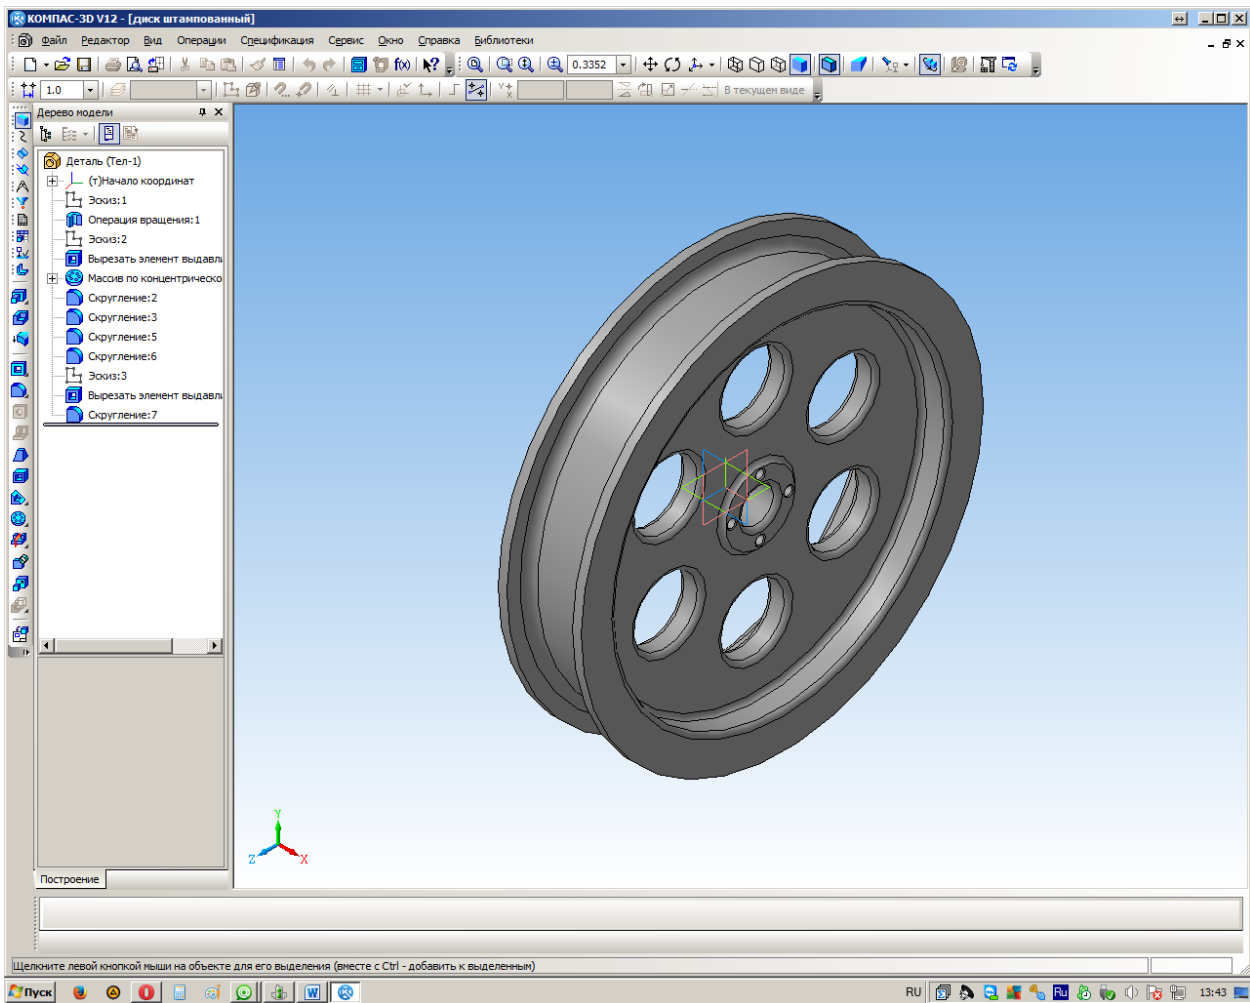 КОМПАС-3D V12 - [диск штампованный]
Файл Редактор Вид Операции Спецификация Сервис Окно Справка Библиотеки
0.3352
1.0 В текущем виде
Дерево модели
Деталь (Тел-1)
(т)Начало координат
Эскиз:1
Операция вращения:1
Эскиз:2
Вырезать элемент выдавли
Массив по концентрическо
Скругление:2
Скругление:3
Скругление:5
Скругление:6
Эскиз:3
Вырезать элемент выдавли
Скругление:7
Y
Z X
Построение
Щелкните левой кнопкой мыши на объекте для его выделения (вместе с Ctrl - добавить к выделенным)
Пуск RU Ru 13:43